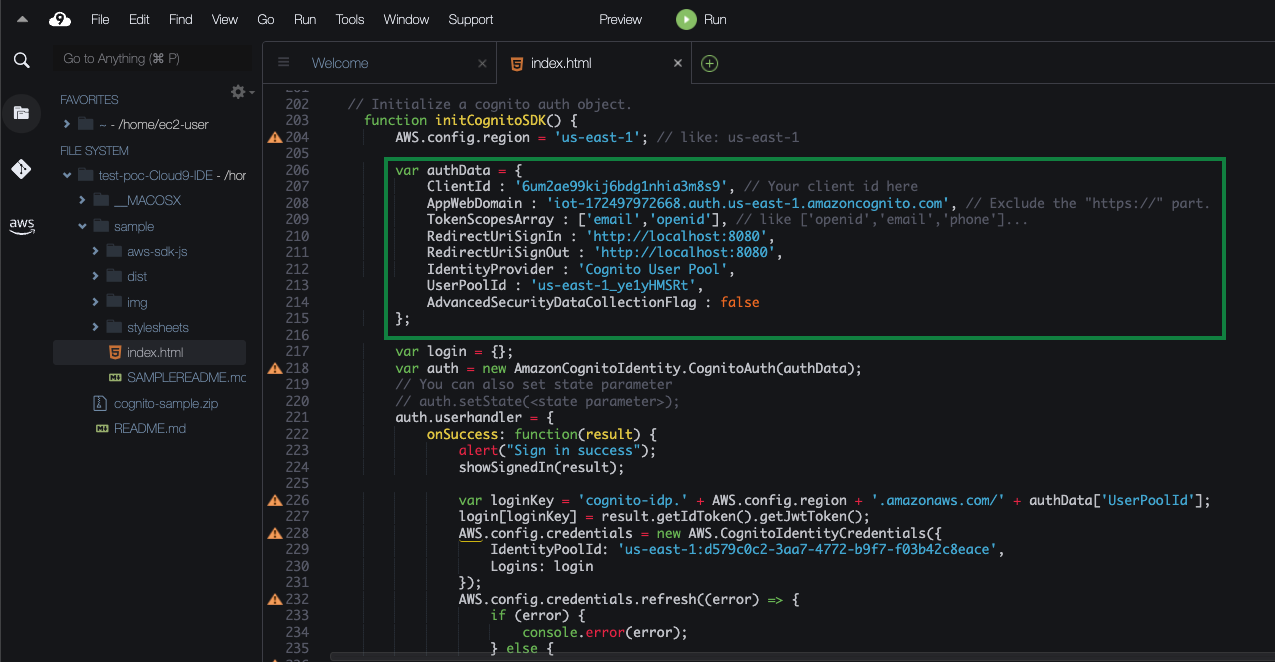 File Edit Find View Go Run Tools Window Support Preview Run
Go to Anything (⌘ P)
Welcome
index.html
FAVORITES
~ - /home/ec2-user
FILE SYSTEM
test-poc-Cloud9-IDE - /hor
__MACOSX
sample
aws-sdk-js
dist
img
stylesheets
index.html
SAMPLEREADME.mc
cognito-sample.zip
README.md
aws
202 // Initialize a cognito auth object.
203 function initCognitoSDK() {
204 AWS.config.region = 'us-east-1'; // like: us-east-1
205
206 var authData = {
207 ClientId : '6um2ae99kij6bdg1nhia3m8s9', // Your client id here
208 AppWebDomain : 'iot-172497972668.auth.us-east-1.amazoncognito.com', // Exclude the "https://" part.
209 TokenScopesArray : ['email','openid'], // like ['openid','email','phone']...
210 RedirectUriSignIn : 'http://localhost:8080',
211 RedirectUriSignOut : 'http://localhost:8080',
212 IdentityProvider : 'Cognito User Pool',
213 UserPoolId : 'us-east-1_ye1yHMSRt',
214 AdvancedSecurityDataCollectionFlag : false
215 };
216
217 var login = {};
218 var auth = new AmazonCognitoIdentity.CognitoAuth(authData);
219 // You can also set state parameter
220 // auth.setState(<state parameter>);
221 auth.userhandler = {
222 onSuccess: function(result) {
223 alert("Sign in success");
224 showSignedIn(result);
225
226 var loginKey = 'cognito-idp.' + AWS.config.region + '.amazonaws.com/' + authData['UserPoolId'];
227 login[loginKey] = result.getIdToken().getJwtToken();
228 AWS.config.credentials = new AWS.CognitoIdentityCredentials({
229 IdentityPoolId: 'us-east-1:d579c0c2-3aa7-4772-b9f7-f03b42c8eace',
230 Logins: login
231 });
232 AWS.config.credentials.refresh((error) => {
233 if (error) {
234 console.error(error);
235 } else {